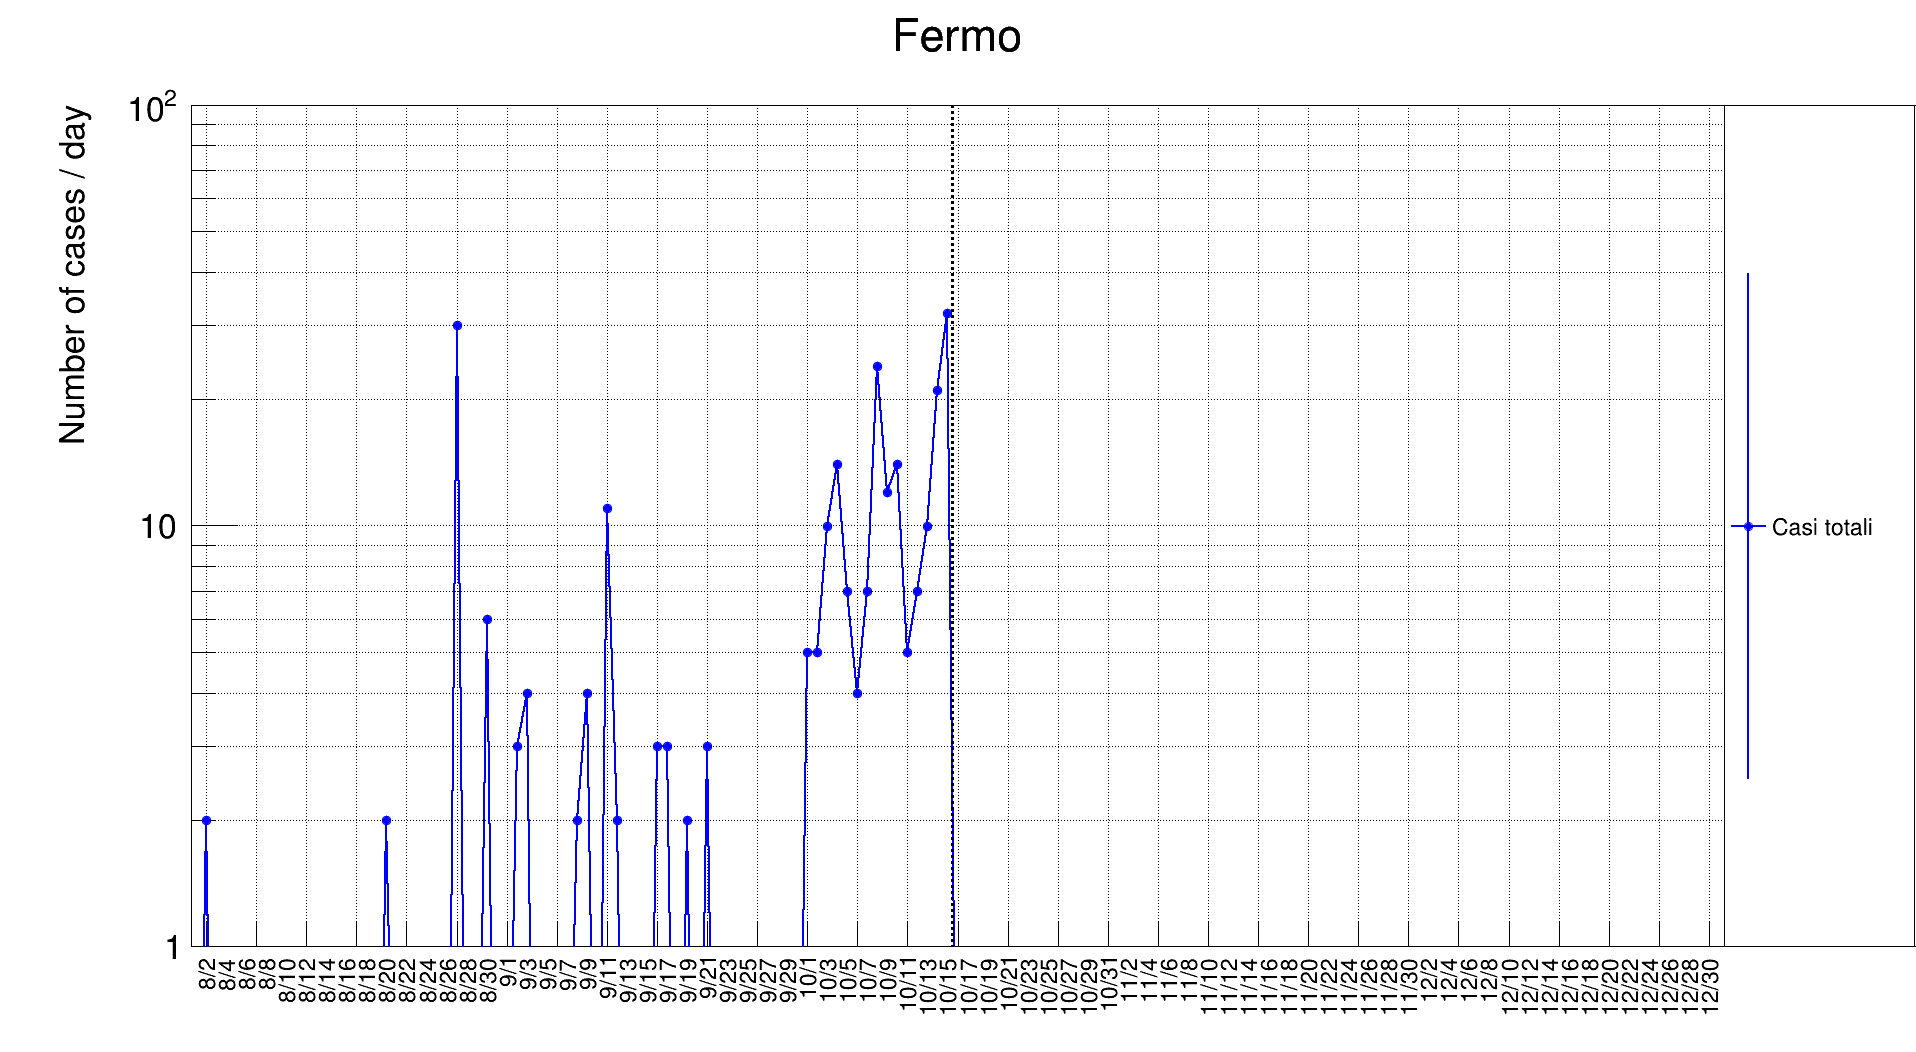 Fermo
Number of cases / day
10²
10
1
8/2 8/4 8/6 8/8 8/10 8/12 8/14 8/16 8/18 8/20 8/22 8/24 8/26 8/28 8/30 9/1 9/3 9/5 9/7 9/9 9/11 9/13 9/15 9/17 9/19 9/21 9/23 9/25 9/27 9/29 10/1 10/3 10/5 10/7 10/9 10/11 10/13 10/15 10/17 10/19 10/21 10/23 10/25 10/27 10/29 10/31 11/2 11/4 11/6 11/8 11/10 11/12 11/14 11/16 11/18 11/20 11/22 11/24 11/26 11/28 11/30 12/2 12/4 12/6 12/8 12/10 12/12 12/14 12/16 12/18 12/20 12/22 12/24 12/26 12/28 12/30
Casi totali